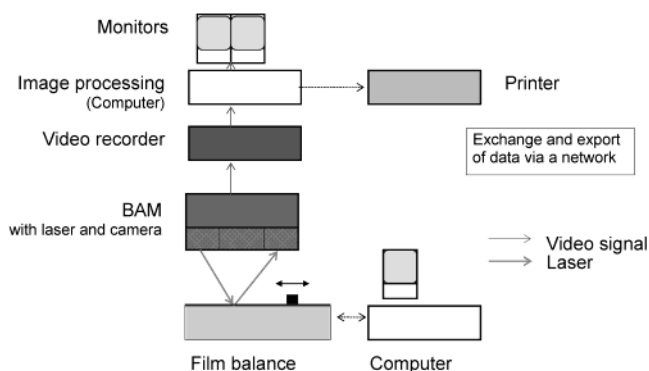 Monitors
Image processing
(Computer)
Printer
Video recorder
Exchange and export
of data via a network
BAM
with laser and camera
Video signal
Laser
Film balance
Computer